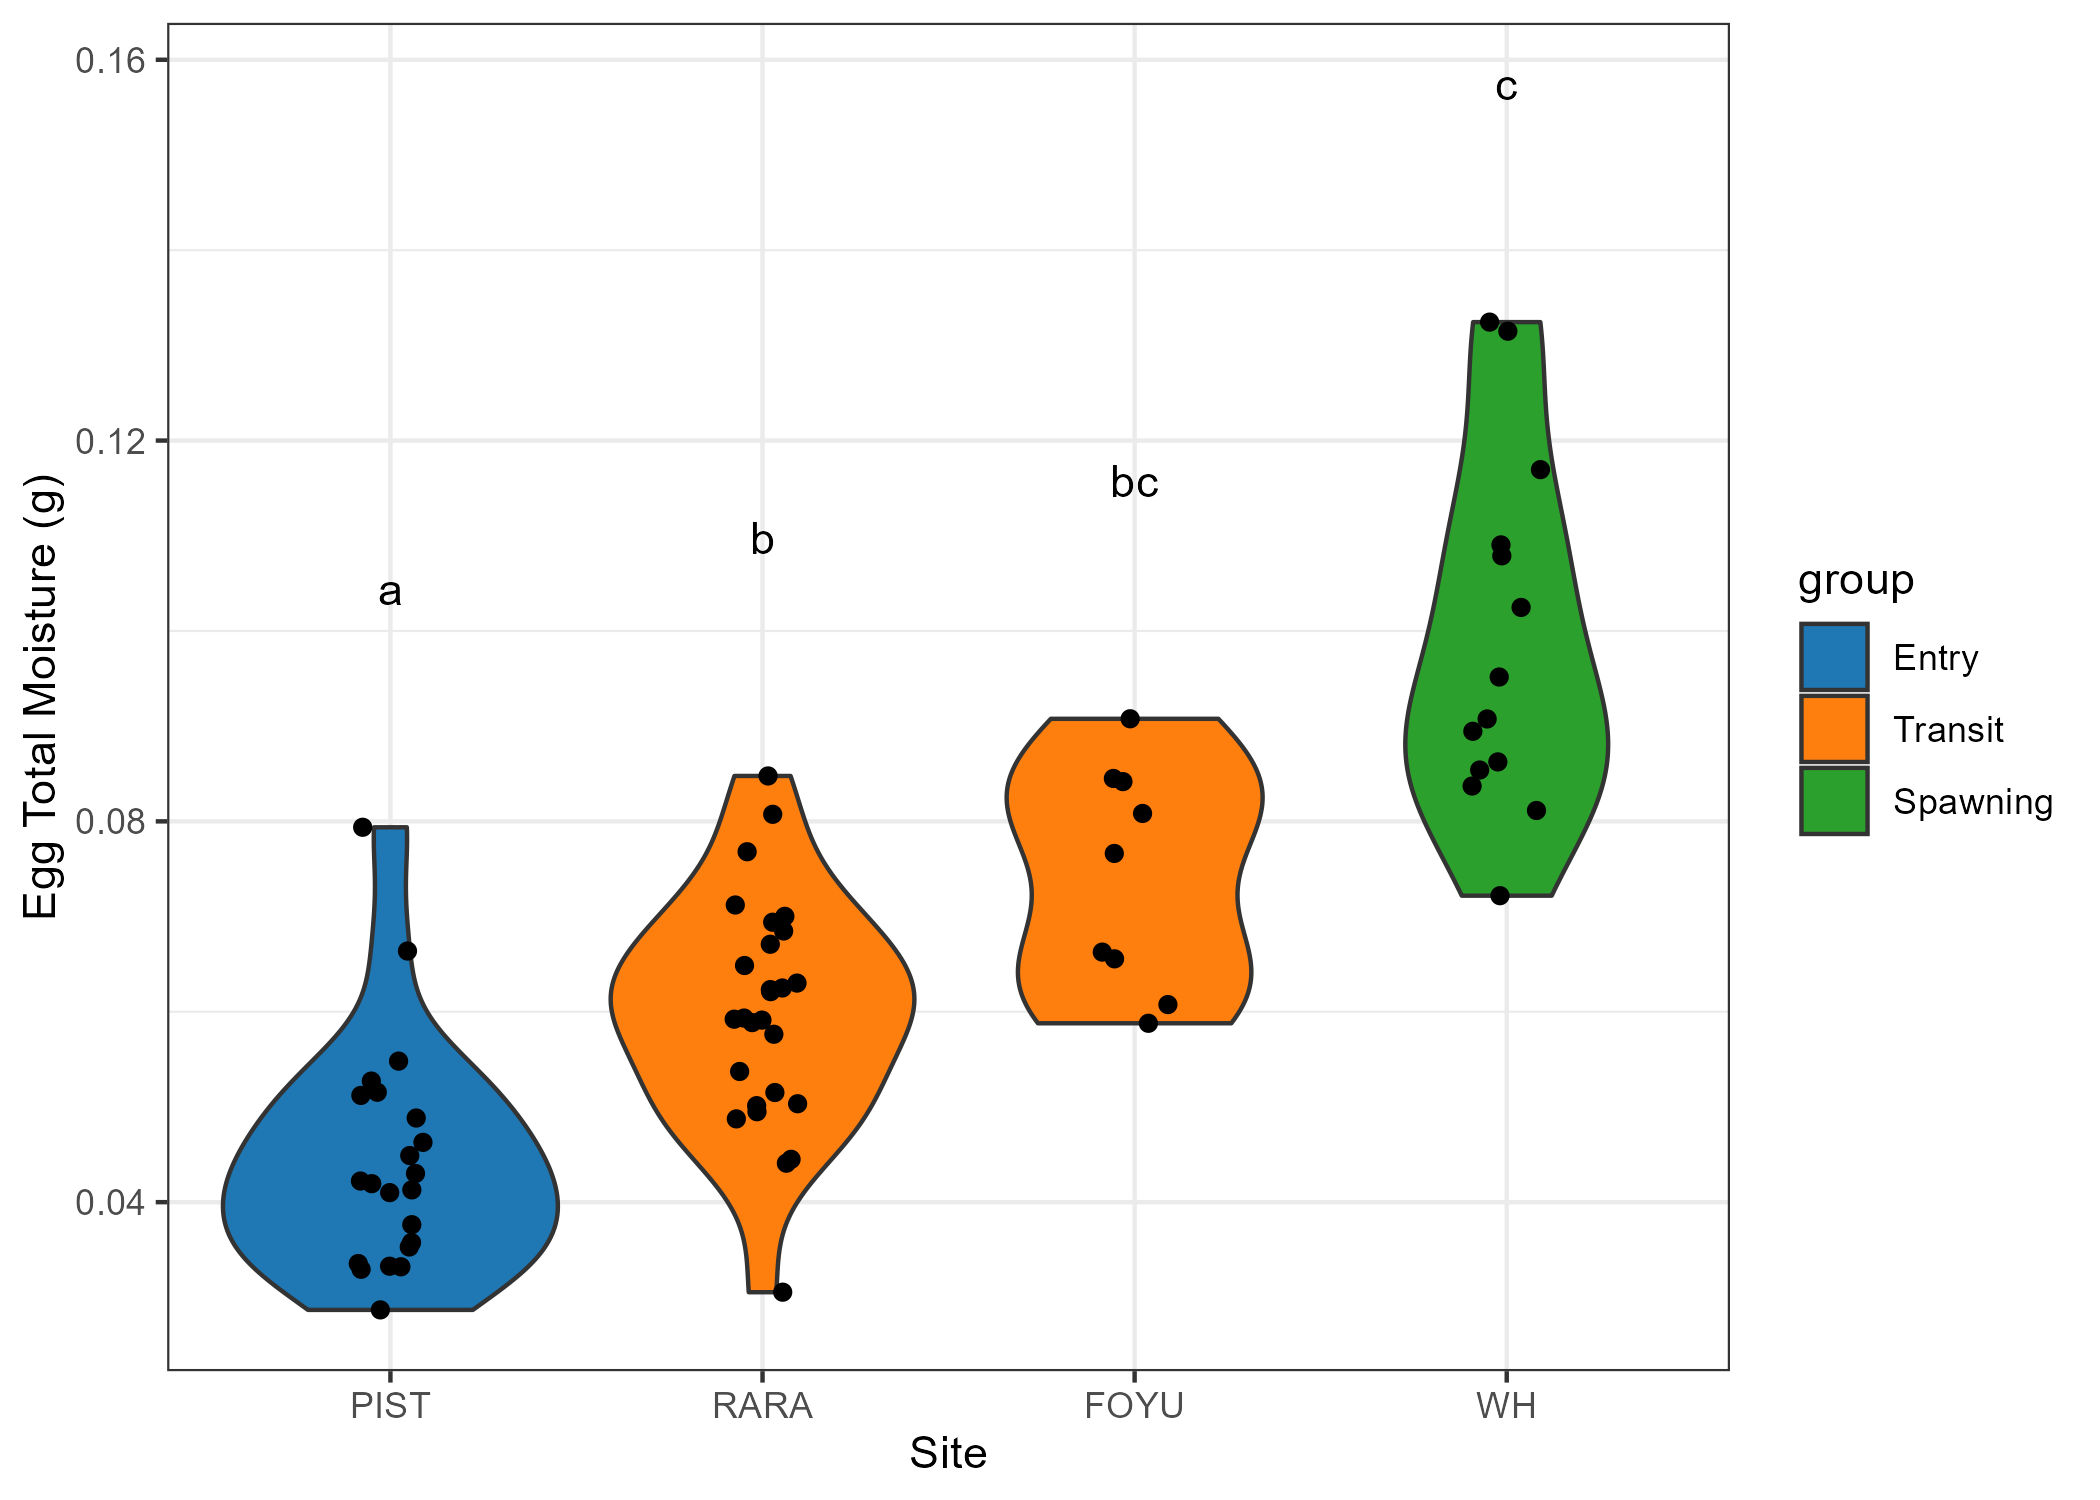 0.16
0.12
0.08
0.04
Egg Total Moisture (g)
a
b
bc
c
PIST
RARA
FOYU
WH
Site
group
Entry
Transit
Spawning